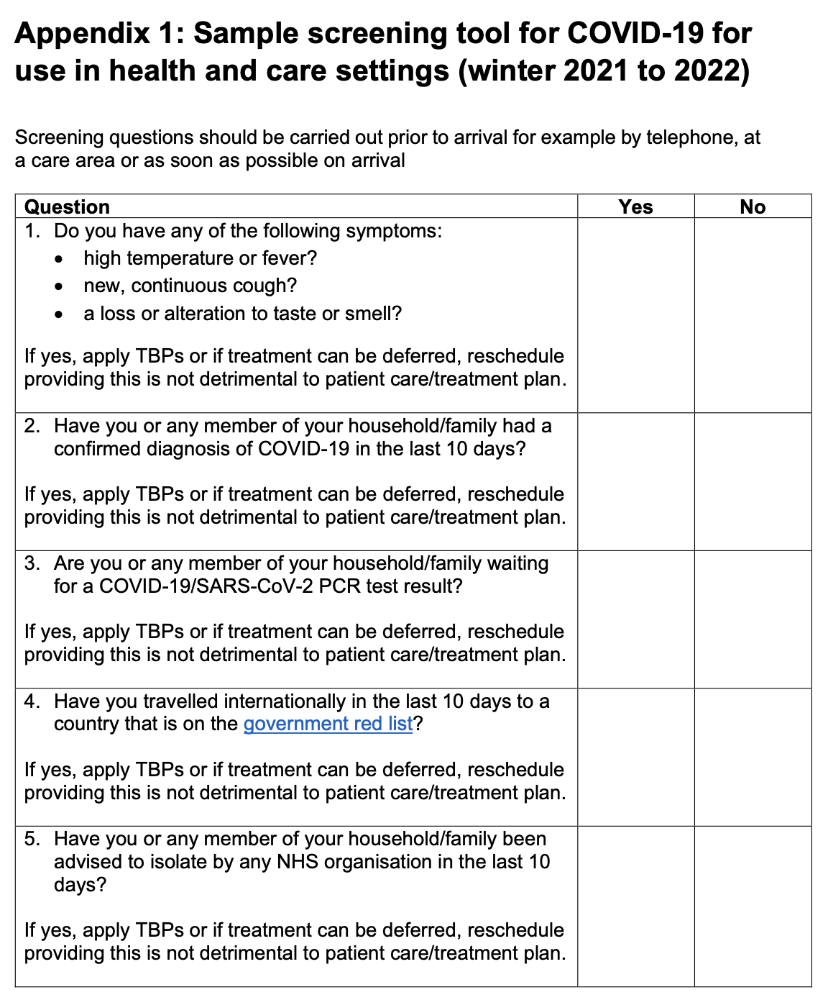 Appendix 1: Sample screening tool for COVID-19 for
use in health and care settings (winter 2021 to 2022)
Screening questions should be carried out prior to arrival for example by telephone, at
a care area or as soon as possible on arrival
Question Yes No
1. Do you have any of the following symptoms:
• high temperature or fever?
• new, continuous cough?
• a loss or alteration to taste or smell?
If yes, apply TBPs or if treatment can be deferred, reschedule
providing this is not detrimental to patient care/treatment plan.
2. Have you or any member of your household/family had a
confirmed diagnosis of COVID-19 in the last 10 days?
If yes, apply TBPs or if treatment can be deferred, reschedule
providing this is not detrimental to patient care/treatment plan.
3. Are you or any member of your household/family waiting
for a COVID-19/SARS-CoV-2 PCR test result?
If yes, apply TBPs or if treatment can be deferred, reschedule
providing this is not detrimental to patient care/treatment plan.
4. Have you travelled internationally in the last 10 days to a
country that is on the government red list?
If yes, apply TBPs or if treatment can be deferred, reschedule
providing this is not detrimental to patient care/treatment plan.
5. Have you or any member of your household/family been
advised to isolate by any NHS organisation in the last 10
days?
If yes, apply TBPs or if treatment can be deferred, reschedule
providing this is not detrimental to patient care/treatment plan.